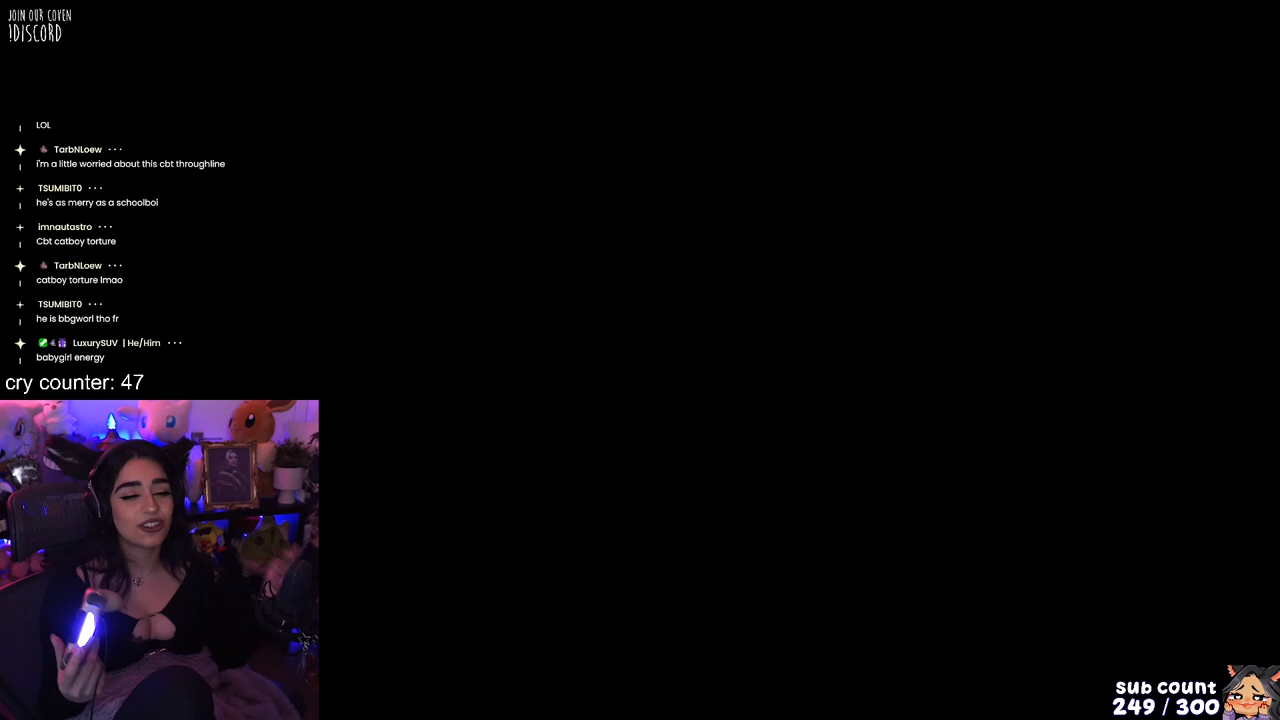 JOIN OUR COVEN
!DISCORD
LOL
TarbNLoew
i'm a little worried about this cbt throughline
TSUMIBIT0
he's as merry as a schoolboi
imnautastro
Cbt catboy torture
TarbNLoew
catboy torture lmao
TSUMIBIT0
he is bbgworl tho fr
LuxurySUV | He/Him
babygirl energy
cry counter: 47
sub count
249 / 300